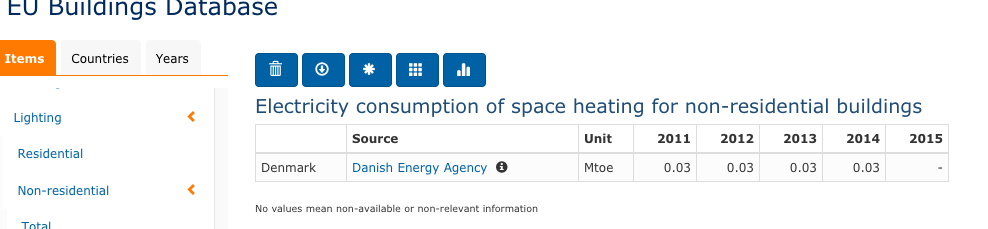 EU Buildings Database
Items Countries Years
Lighting
Residential
Non-residential
Total
Electricity consumption of space heating for non-residential buildings
Source Unit 2011 2012 2013 2014 2015
Denmark Danish Energy Agency Mtoe 0.03 0.03 0.03 0.03 -
No values mean non-available or non-relevant information